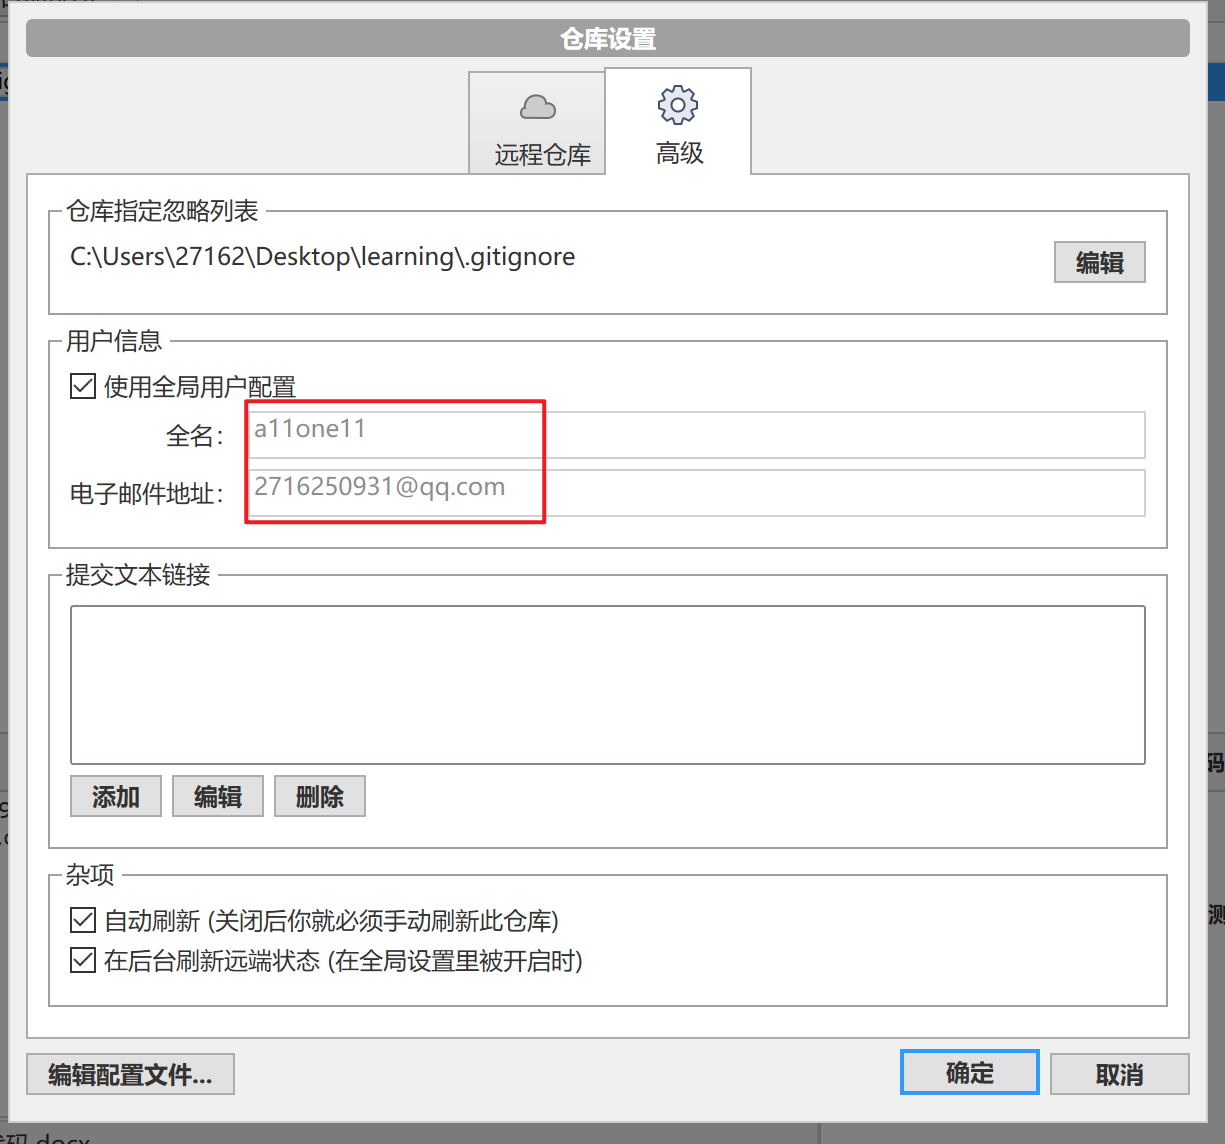 仓库设置
远程仓库
高级
仓库指定忽略列表
C:\Users\27162\Desktop\learning\.gitignore
编辑
用户信息
使用全局用户配置
全名：
a11one11
电子邮件地址：
2716250931@qq.com
提交文本链接
添加
编辑
删除
杂项
自动刷新 (关闭后你就必须手动刷新此仓库)
在后台刷新远端状态 (在全局设置里被开启时)
编辑配置文件...
确定
取消
码
测
码.docx